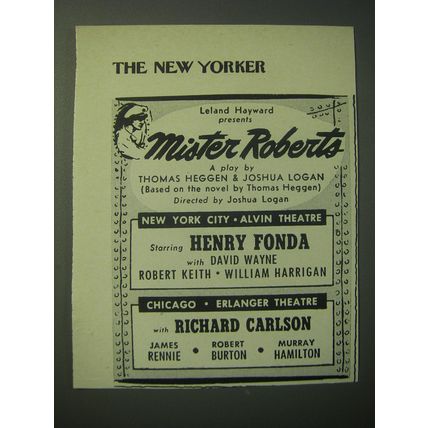 THE NEW YORKER
Leland Hayward
presents
Mister Roberts
A play by
THOMAS HEGGEN & JOSHUA LOGAN
(Based on the novel by Thomas Heggen)
Directed by Joshua Logan
NEW YORK CITY • ALVIN THEATRE
Starring HENRY FONDA
with DAVID WAYNE
ROBERT KEITH • WILLIAM HARRIGAN
CHICAGO • ERLANGER THEATRE
with RICHARD CARLSON
JAMES RENNIE • ROBERT BURTON • MURRAY HAMILTON